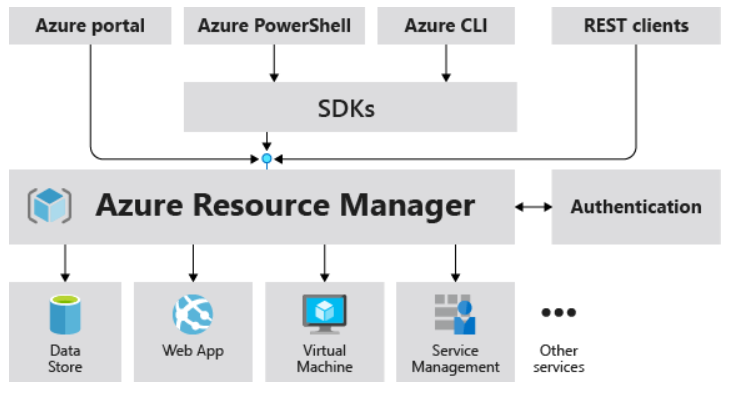 Azure portal
Azure PowerShell
Azure CLI
REST clients
SDKs
Azure Resource Manager
Authentication
Data
Store
Web App
Virtual
Machine
Service
Management
Other
services